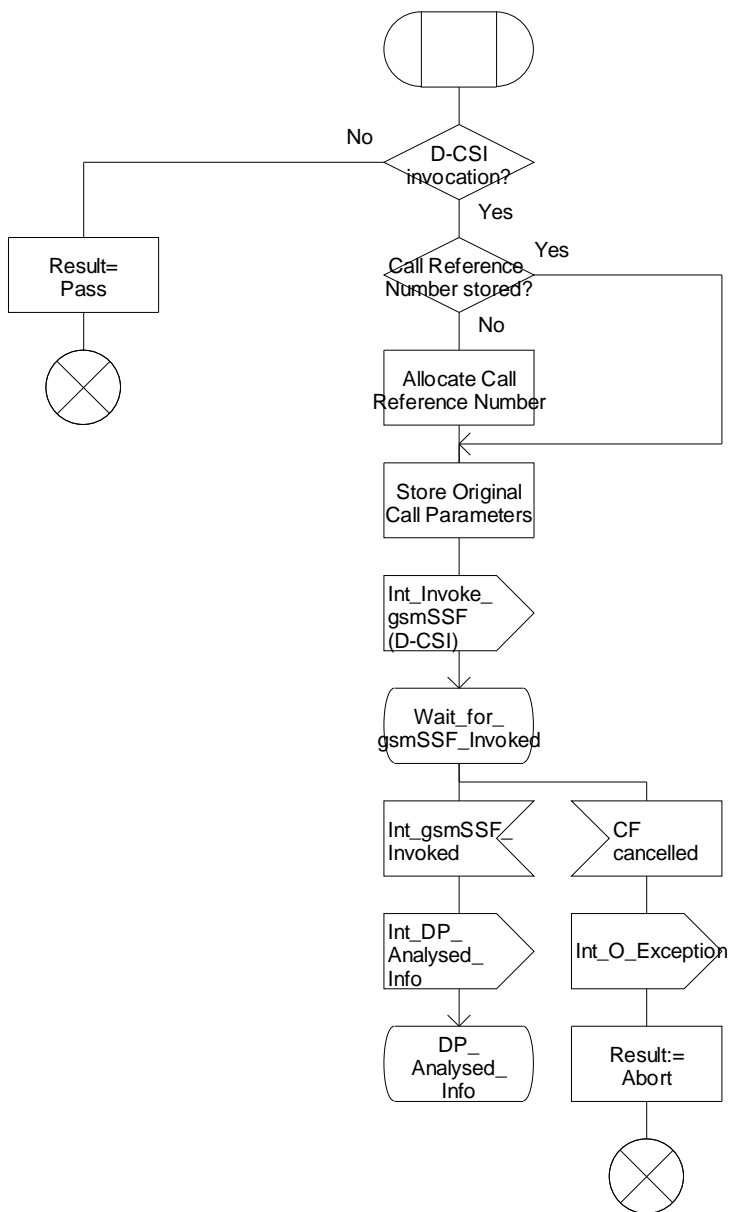 No
D-CSI
invocation?
Yes
Result=
Pass
Call Reference
Number stored?
Yes
No
Allocate Call
Reference Number
Store Original
Call Parameters
Int_Invoke_
gsmSSF
(D-CSI)
Wait_for_
gsmSSF_Invoked
Int_gsmSSF_
Invoked
CF
cancelled
Int_DP_
Analysed_
Info
Int_O_Exception
DP_
Analysed_
Info
Result:=
Abort